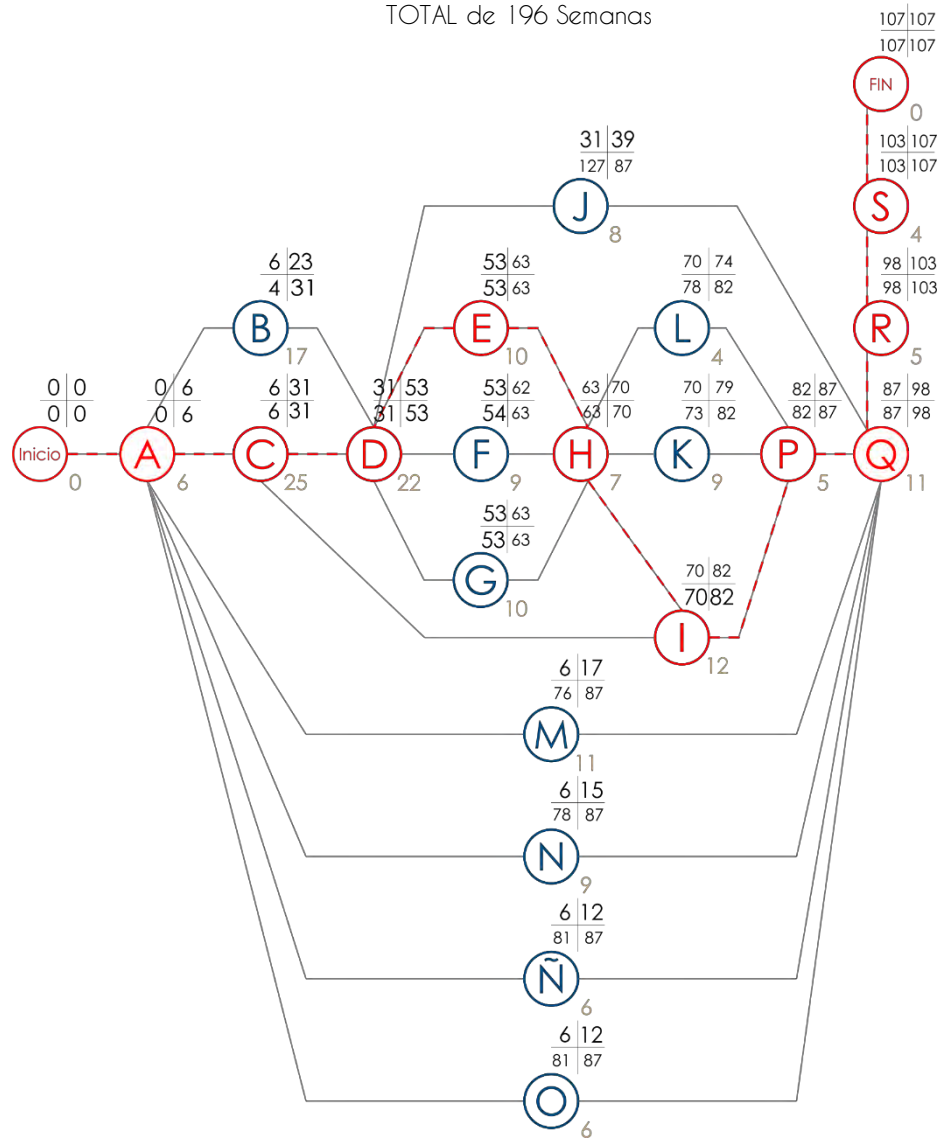 TOTAL de 196 Semanas
107 107
107 107
FIN
0
31 39
127 87
J
8
103 107
103 107
S
4
6 23
4 31
B
17
53 63
53 63
E
10
70 74
78 82
L
4
98 103
98 103
R
5
0 0
0 0
Inicio
0
0 6
0 6
A
6
6 31
6 31
C
25
31 53
31 53
D
22
53 62
54 63
F
9
63 70
63 70
H
7
70 79
73 82
K
9
82 87
82 87
P
5
87 98
87 98
Q
11
53 63
53 63
G
10
70 82
70 82
I
12
6 17
76 87
M
11
6 15
78 87
N
9
6 12
81 87
Ñ
6
6 12
81 87
O
6